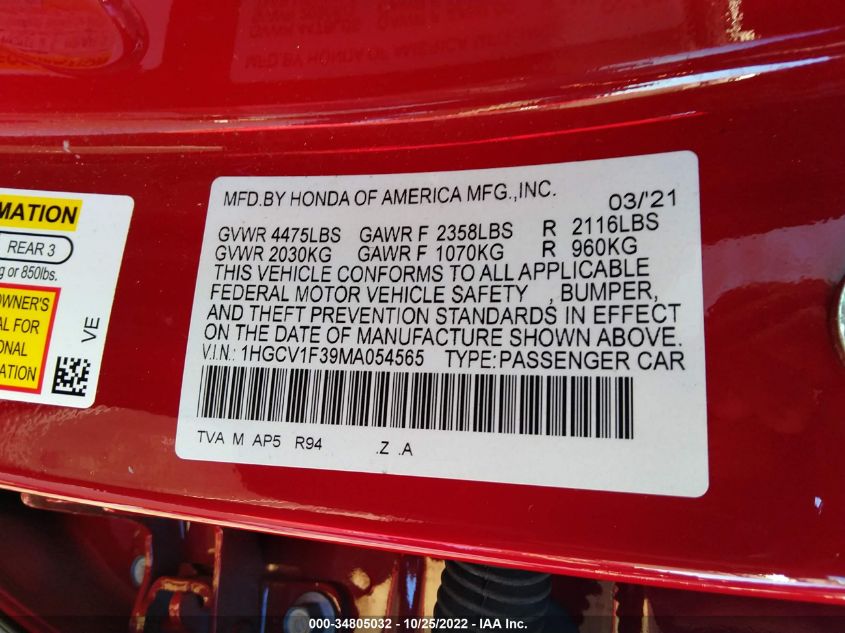 MATION
REAR 3
g or 850lbs.
OWNER'S
AL FOR
ONAL
ATION
VE
MFD.BY HONDA OF AMERICA MFG.,INC. 03/'21
GVWR 4475LBS GAWR F 2358LBS R 2116LBS
GVWR 2030KG GAWR F 1070KG R 960KG
THIS VEHICLE CONFORMS TO ALL APPLICABLE
FEDERAL MOTOR VEHICLE SAFETY , BUMPER,
AND THEFT PREVENTION STANDARDS IN EFFECT
ON THE DATE OF MANUFACTURE SHOWN ABOVE.
V.I.N.: 1HGCV1F39MA054565 TYPE:PASSENGER CAR
TVA M AP5 R94 .Z .A
000-34805032 - 10/25/2022 - IAA Inc.